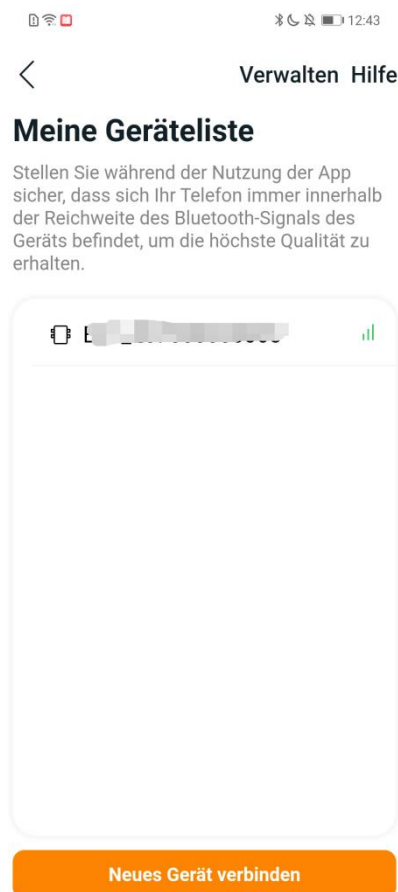 12:43
Verwalten Hilfe
Meine Geräteliste
Stellen Sie während der Nutzung der App
sicher, dass sich Ihr Telefon immer innerhalb
der Reichweite des Bluetooth-Signals des
Geräts befindet, um die höchste Qualität zu
erhalten.
Neues Gerät verbinden